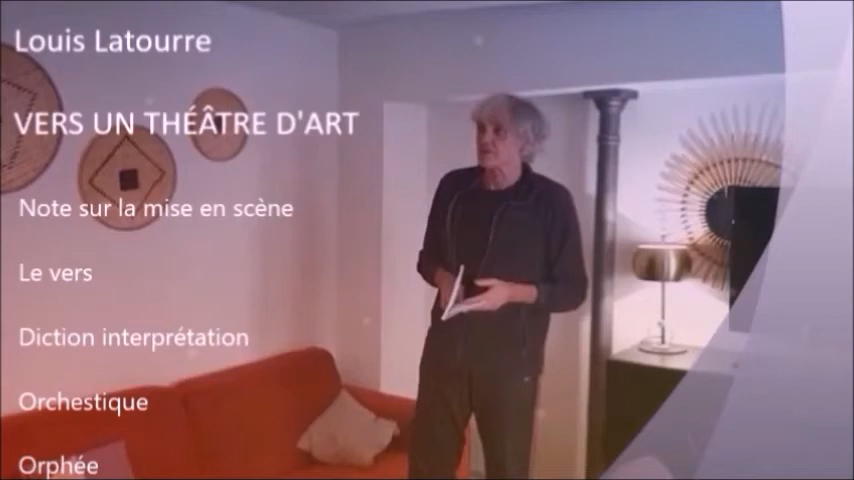 Louis Latourre
VERS UN THÉÂTRE D'ART
Note sur la mise en scène
Le vers
Diction interprétation
Orchestique
Orphée